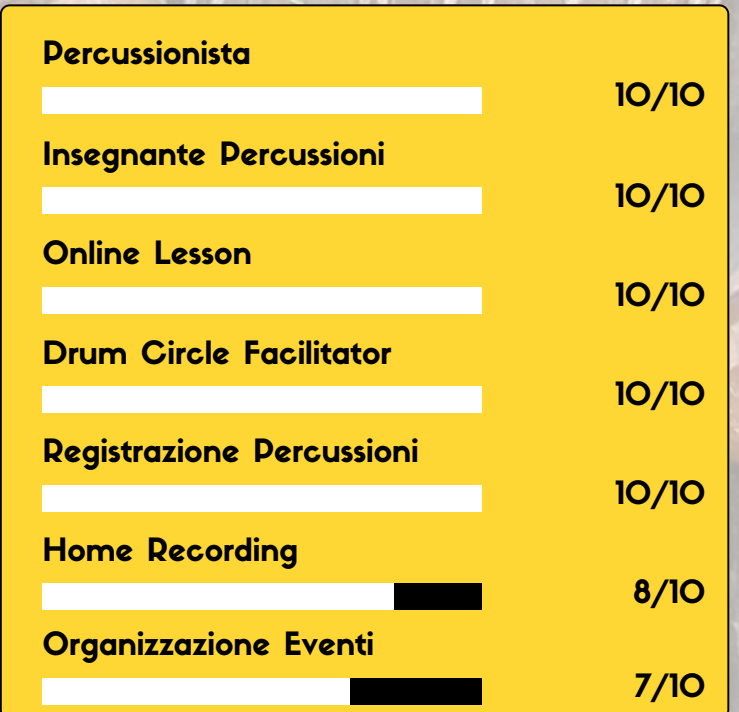 Percussionista
10/10
Insegnante Percussioni
10/10
Online Lesson
10/10
Drum Circle Facilitator
10/10
Registrazione Percussioni
10/10
Home Recording
8/10
Organizzazione Eventi
7/10